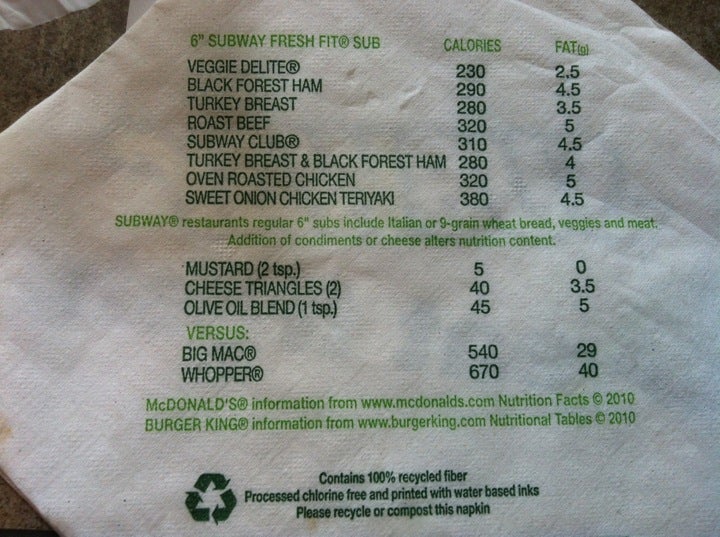 6" SUBWAY FRESH FIT® SUB CALORIES FAT(g)
VEGGIE DELITE® 230 2.5
BLACK FOREST HAM 290 4.5
TURKEY BREAST 280 3.5
ROAST BEEF 320 5
SUBWAY CLUB® 310 4.5
TURKEY BREAST & BLACK FOREST HAM 280 4
OVEN ROASTED CHICKEN 320 5
SWEET ONION CHICKEN TERIYAKI 380 4.5
SUBWAY® restaurants regular 6" subs include Italian or 9-grain wheat bread, veggies and meat.
Addition of condiments or cheese alters nutrition content.
MUSTARD (2 tsp.) 5 0
CHEESE TRIANGLES (2) 40 3.5
OLIVE OIL BLEND (1 tsp.) 45 5
VERSUS:
BIG MAC® 540 29
WHOPPER® 670 40
McDONALD'S® information from www.mcdonalds.com Nutrition Facts © 2010
BURGER KING® information from www.burgerking.com Nutritional Tables © 2010
Contains 100% recycled fiber
Processed chlorine free and printed with water based inks
Please recycle or compost this napkin